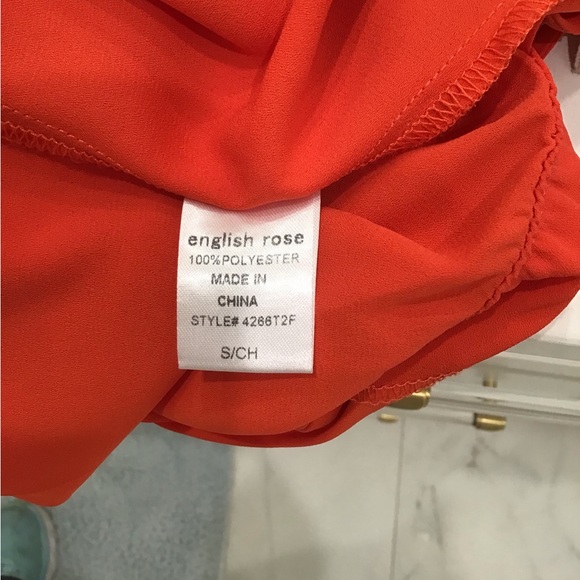 english rose
100%POLYESTER
MADE IN
CHINA
STYLE# 4266T2F
S/CH